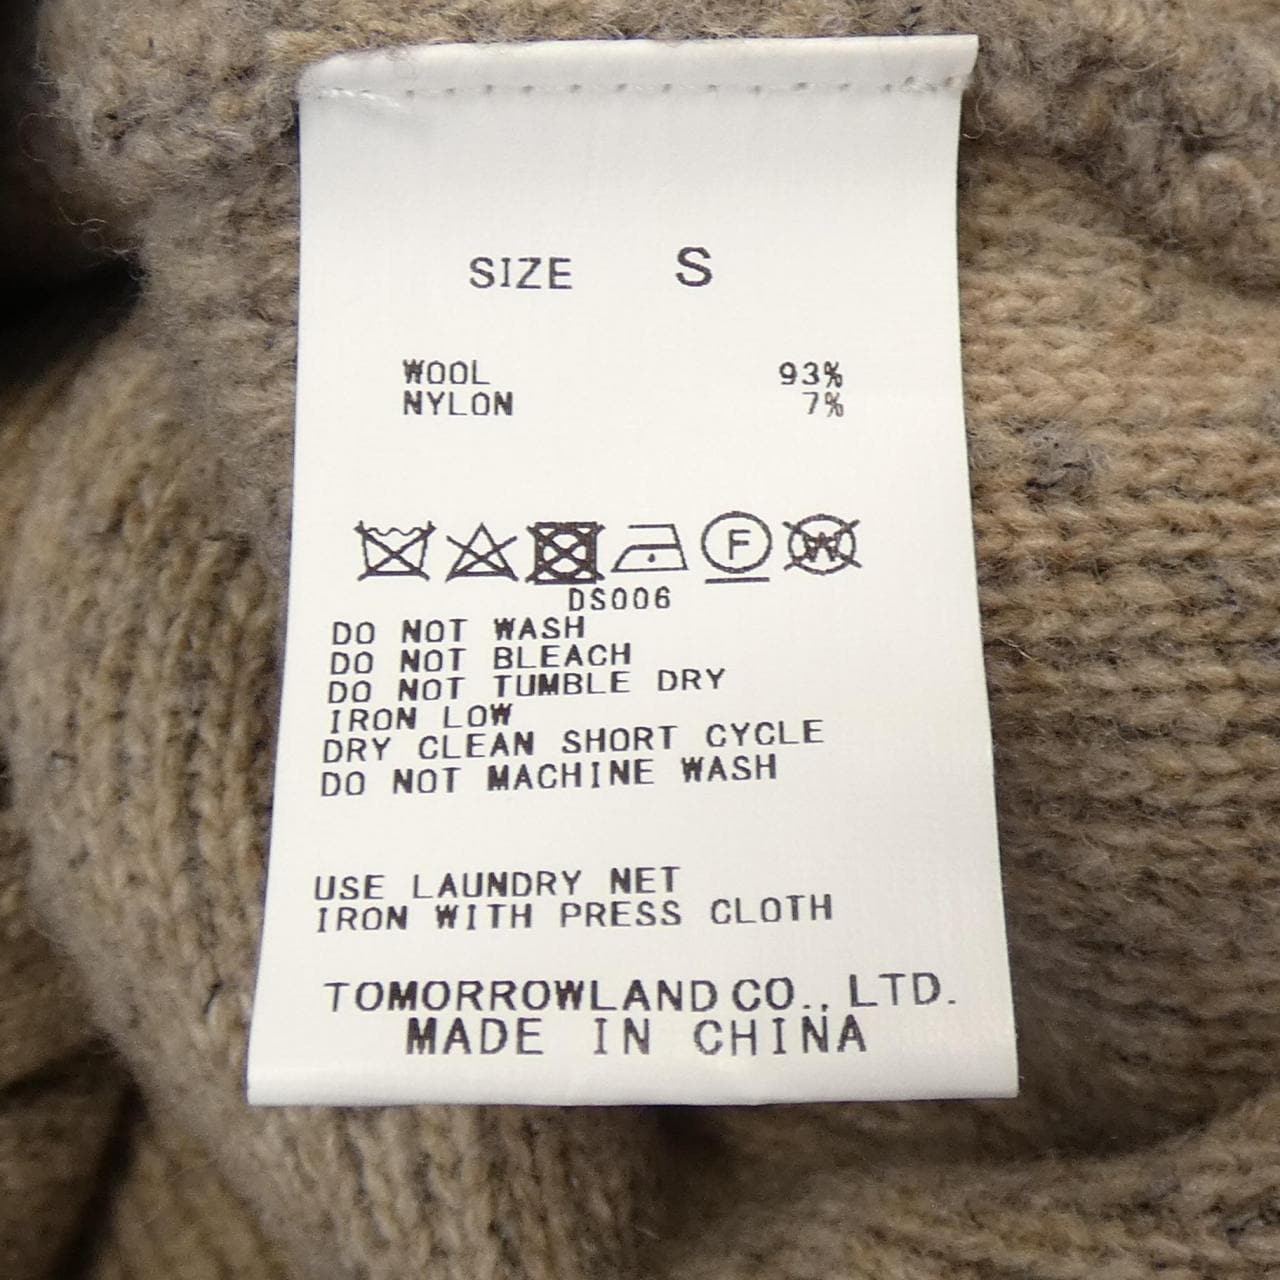 SIZE S
WOOL 93%
NYLON 7%
F W
DS006
DO NOT WASH
DO NOT BLEACH
DO NOT TUMBLE DRY
IRON LOW
DRY CLEAN SHORT CYCLE
DO NOT MACHINE WASH
USE LAUNDRY NET
IRON WITH PRESS CLOTH
TOMORROWLAND CO., LTD.
MADE IN CHINA